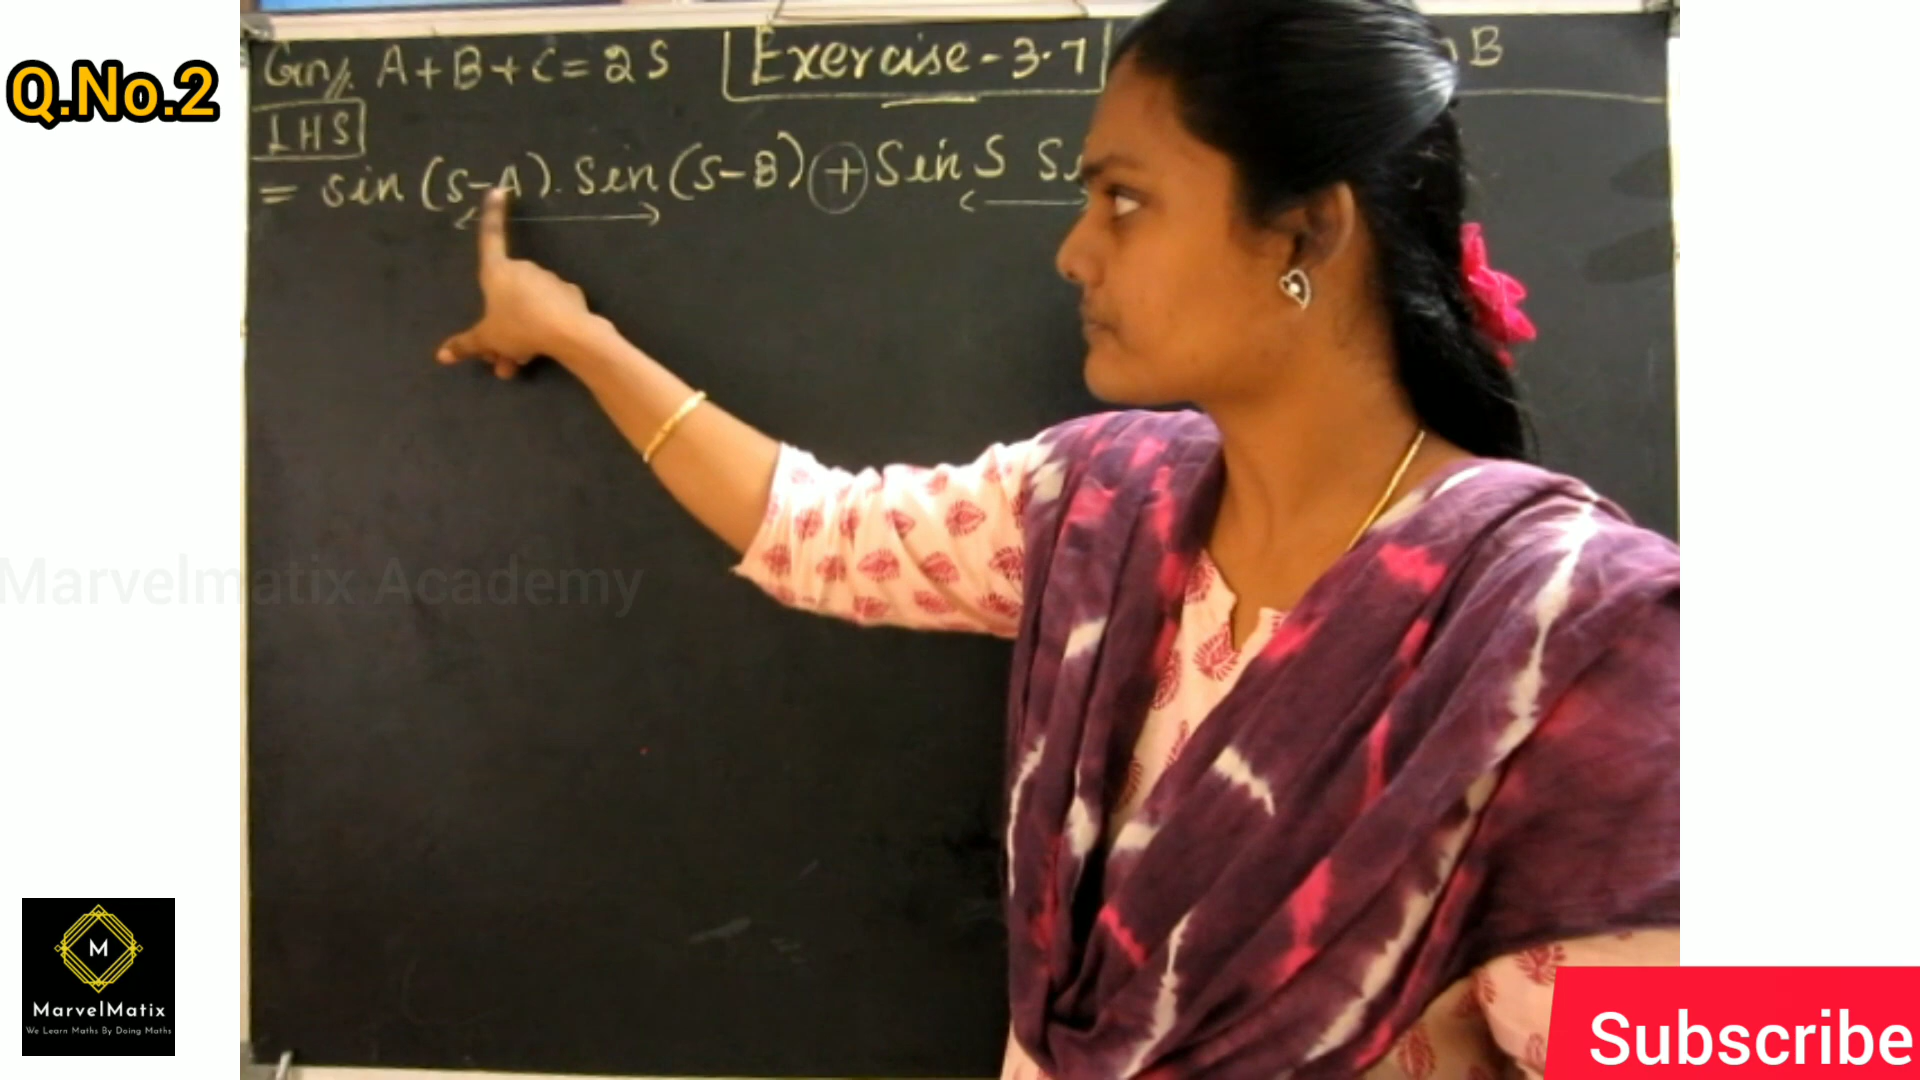 Q.No.2
Gn/. A+B+C=2S Exercise-3.7 B
LHS
= sin (S-A). Sin (S-B) + Sin S
MarvelMatix Academy
M
MarvelMatix
We Learn Maths By Doing Maths
Subscribe